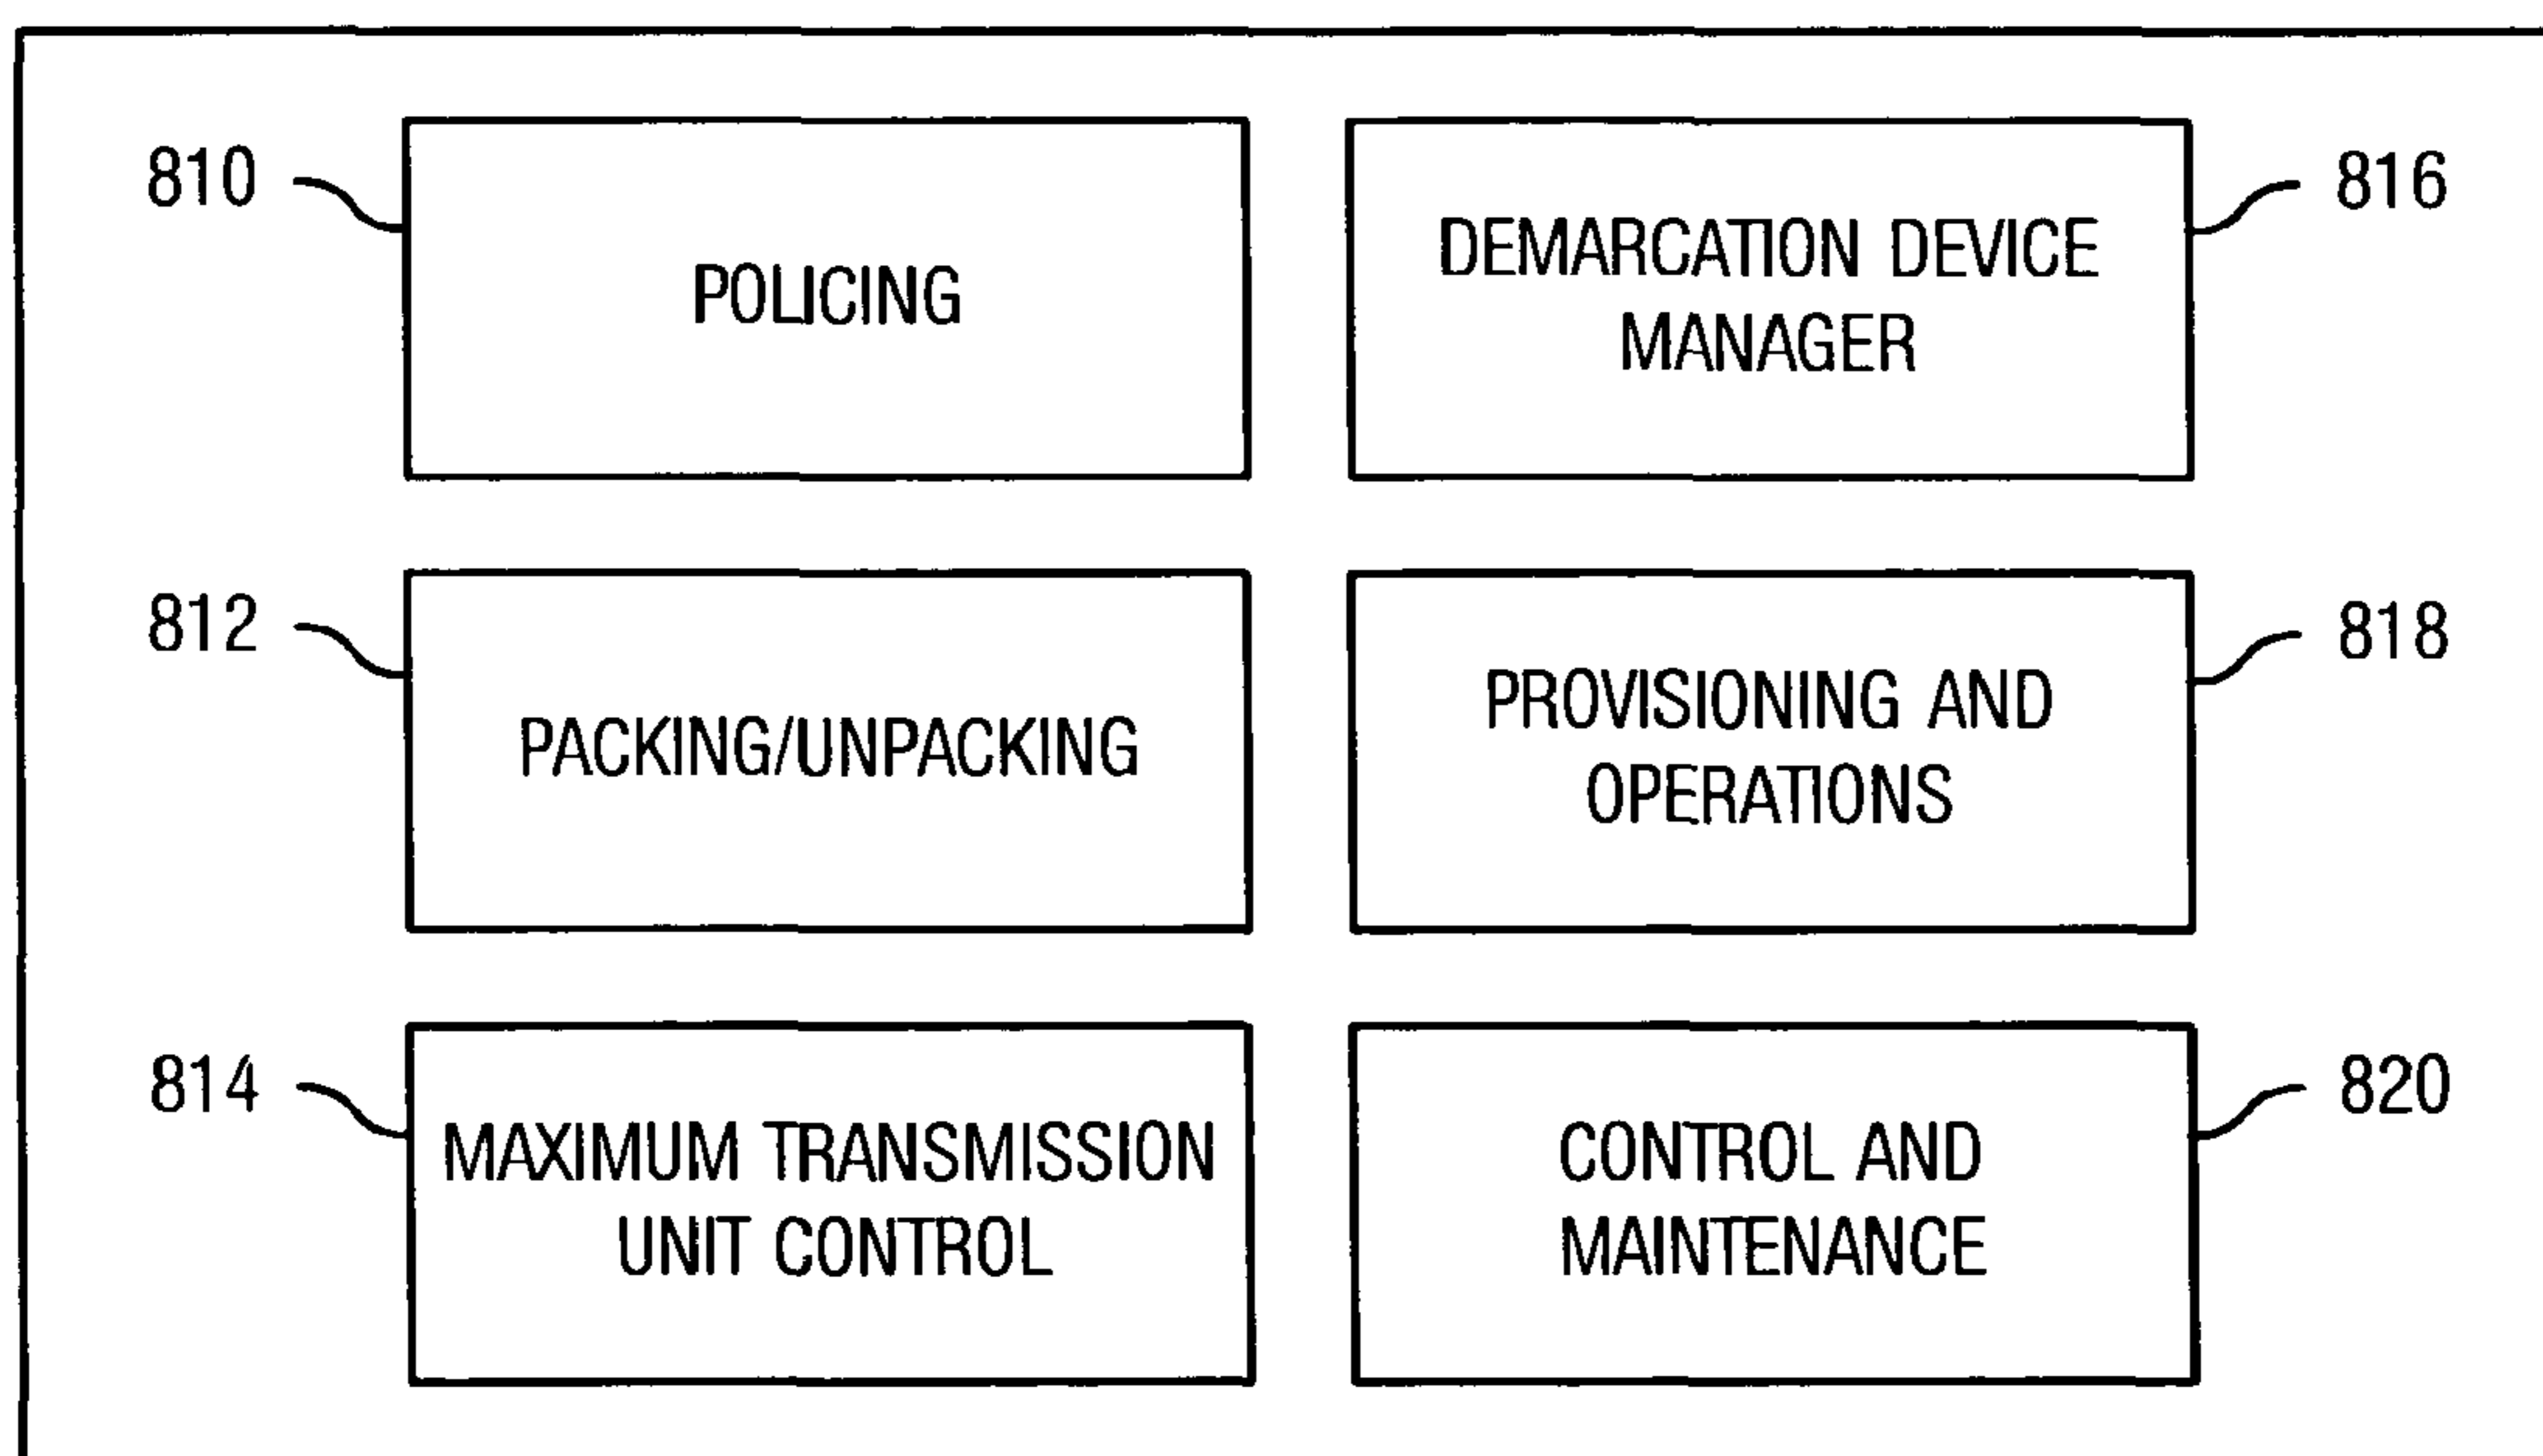 810
POLICING
DEMARCATION DEVICE
MANAGER
816
812
PACKING/UNPACKING
PROVISIONING AND
OPERATIONS
818
814
MAXIMUM TRANSMISSION
UNIT CONTROL
CONTROL AND
MAINTENANCE
820